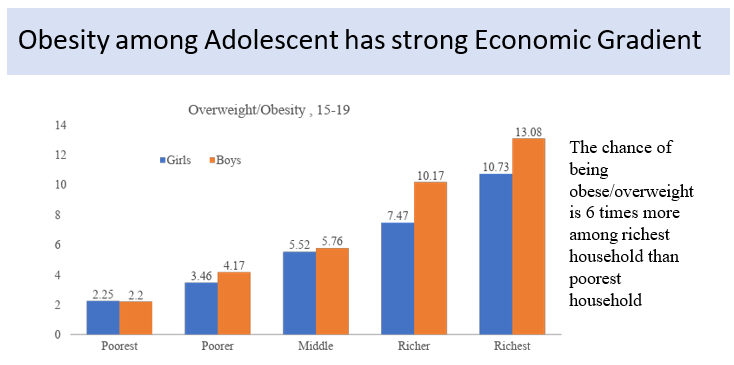 Obesity among Adolescent has strong Economic Gradient
Overweight/Obesity , 15-19
14
12
10
8
6
4
2
0
Girls
Boys
2.25
2.2
3.46
4.17
5.52
5.76
7.47
10.17
10.73
13.08
Poorest
Poorer
Middle
Richer
Richest
The chance of
being
obese/overweight
is 6 times more
among richest
household than
poorest
household